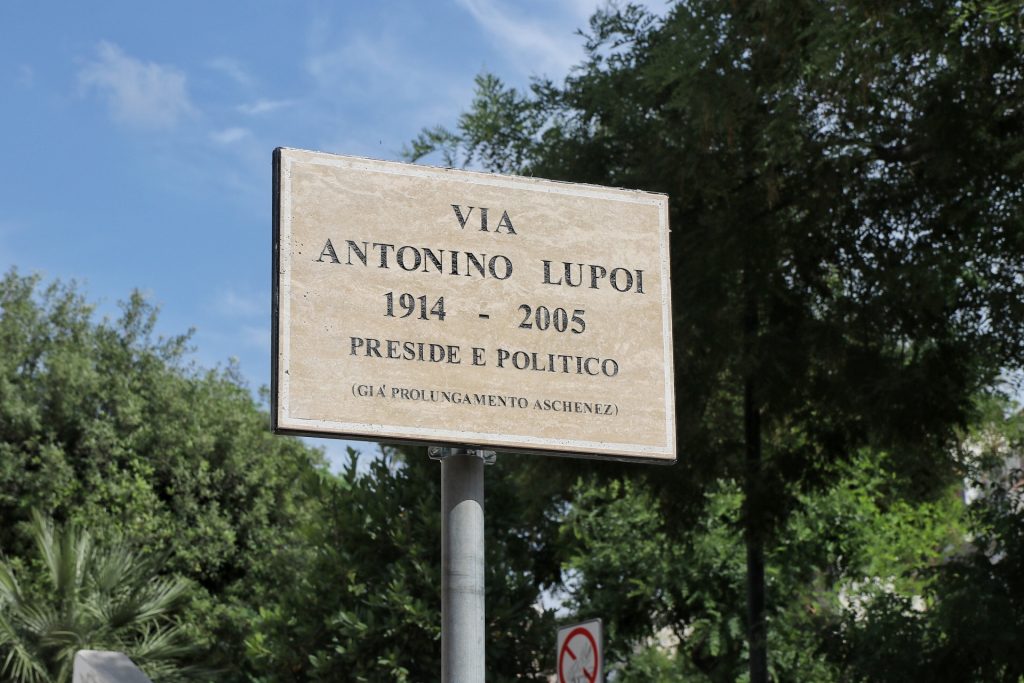 VIA
ANTONINO LUPOI
1914 - 2005
PRESIDE E POLITICO
(GIA' PROLUNGAMENTO ASCHENEZ)